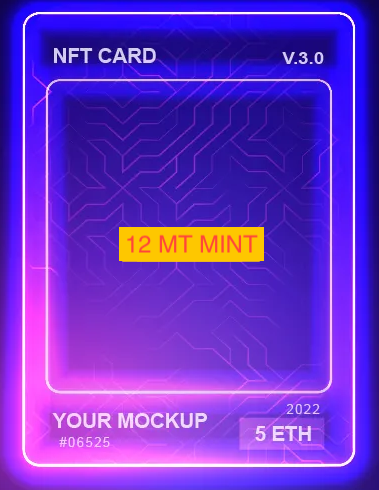 NFT CARD
V.3.0
12 MT MINT
2022
YOUR MOCKUP
5 ETH
#06525